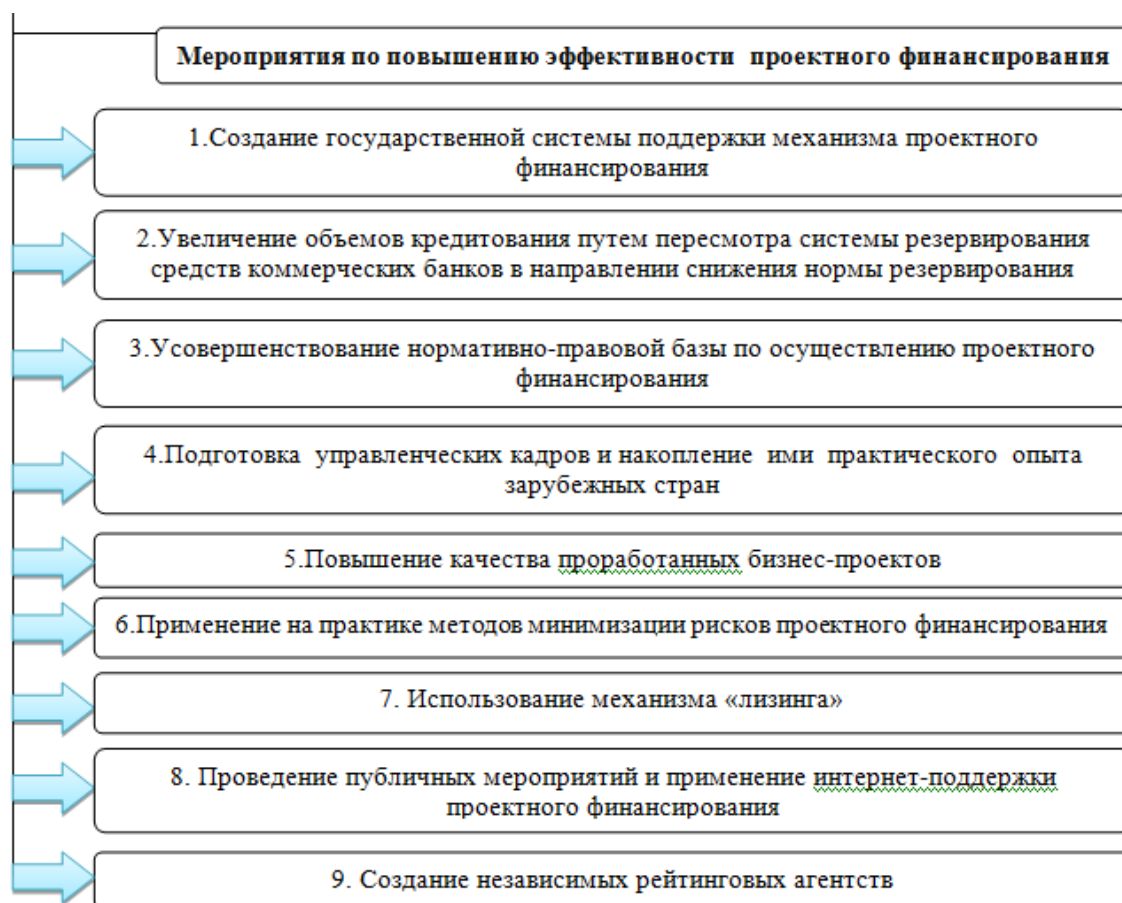 Мероприятия по повышению эффективности проектного финансирования
1.Создание государственной системы поддержки механизма проектного
финансирования
2.Увеличение объемов кредитования путем пересмотра системы резервирования
средств коммерческих банков в направлении снижения нормы резервирования
3.Усовершенствование нормативно-правовой базы по осуществлению проектного
финансирования
4.Подготовка управленческих кадров и накопление ими практического опыта
зарубежных стран
5.Повышение качества проработанных бизнес-проектов
6.Применение на практике методов минимизации рисков проектного финансирования
7. Использование механизма «лизинга»
8. Проведение публичных мероприятий и применение интернет-поддержки
проектного финансирования
9. Создание независимых рейтинговых агентств